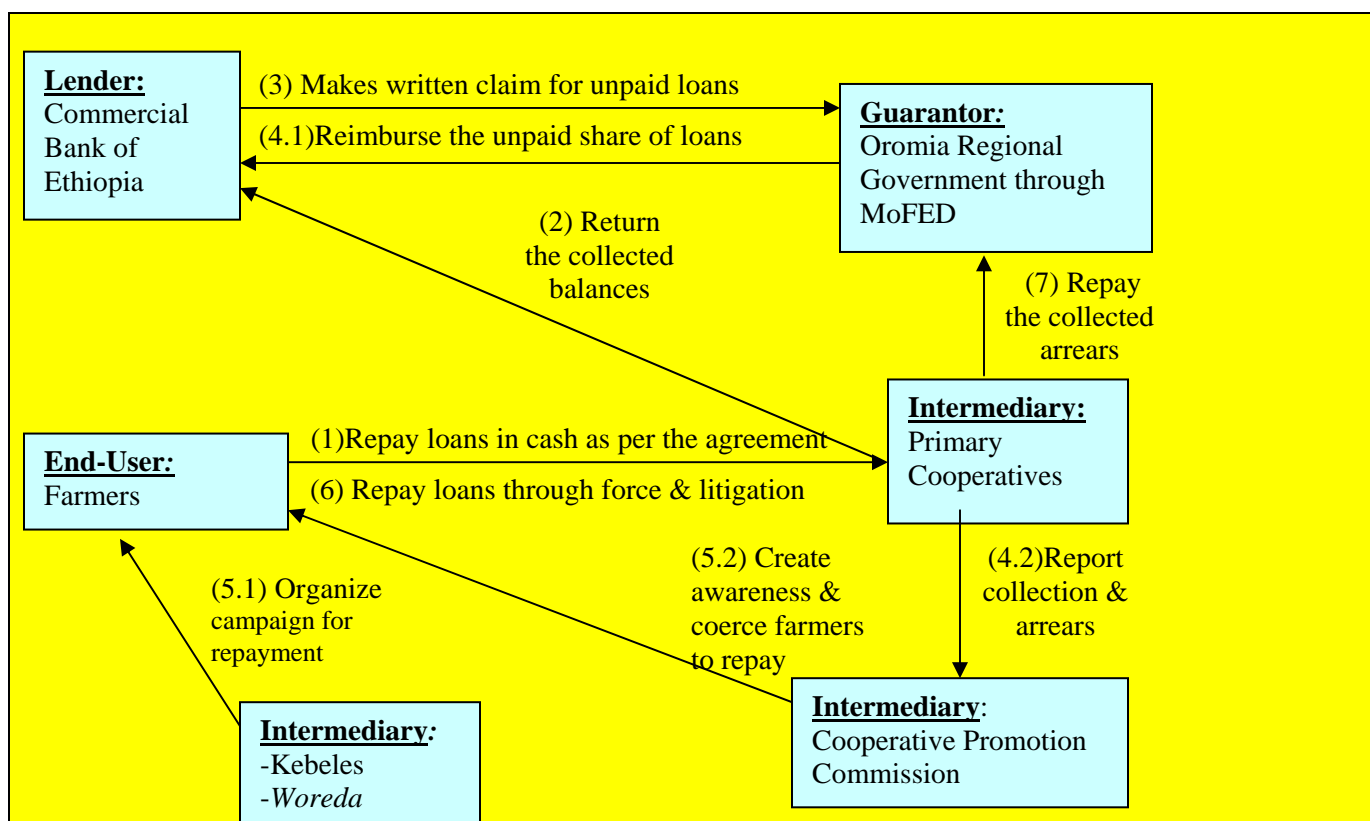 Lender:
Commercial
Bank of
Ethiopia
(3) Makes written claim for unpaid loans
(4.1)Reimburse the unpaid share of loans
Guarantor:
Oromia Regional
Government through
MoFED
(2) Return
the collected
balances
(7) Repay
the collected
arrears
Intermediary:
Primary
Cooperatives
End-User:
Farmers
(1)Repay loans in cash as per the agreement
(6) Repay loans through force & litigation
(5.1) Organize
campaign for
repayment
(5.2) Create
awareness &
coerce farmers
to repay
(4.2)Report
collection &
arrears
Intermediary:
-Kebeles
-Woreda
Intermediary:
Cooperative Promotion
Commission